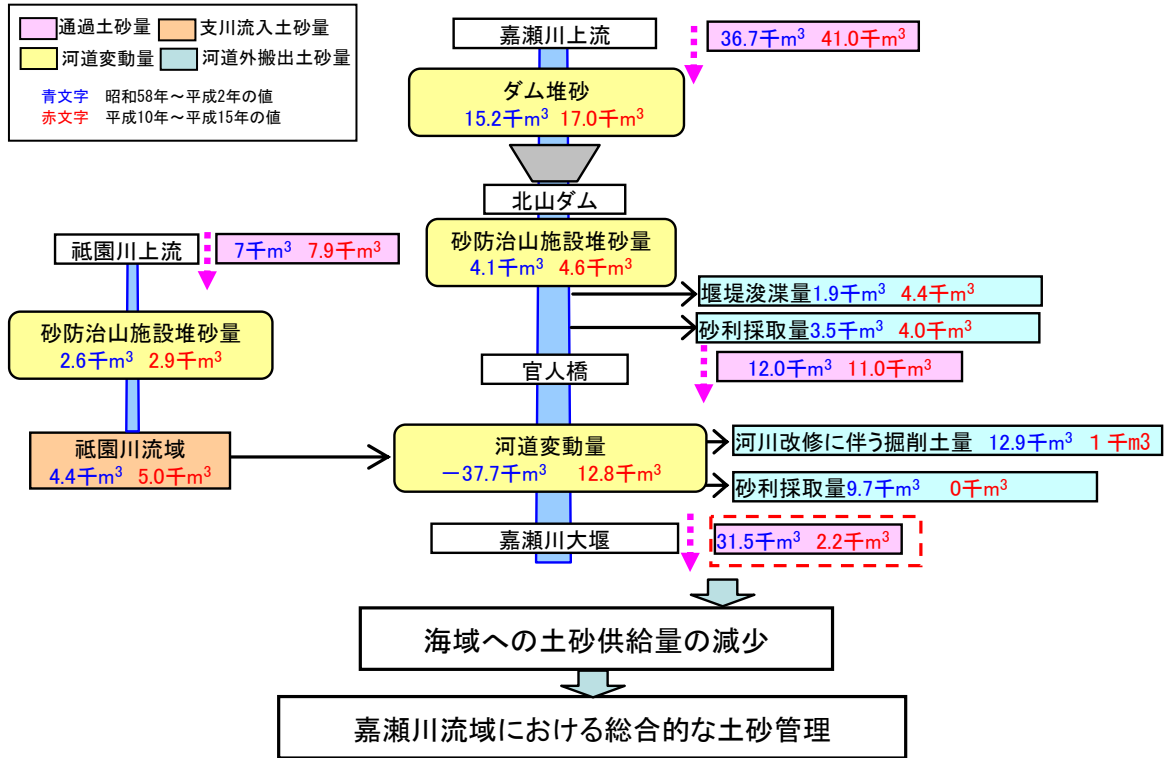 通過土砂量 支川流入土砂量
河道変動量 河道外搬出土砂量
青文字 昭和58年～平成2年の値
赤文字 平成10年～平成15年の値
嘉瀬川上流
36.7千m³ 41.0千m³
ダム堆砂
15.2千m³ 17.0千m³
北山ダム
砂防治山施設堆砂量
4.1千m³ 4.6千m³
祗園川上流
7千m³ 7.9千m³
堰堤浚渫量1.9千m³ 4.4千m³
砂利採取量3.5千m³ 4.0千m³
砂防治山施設堆砂量
2.6千m³ 2.9千m³
官人橋
12.0千m³ 11.0千m³
祗園川流域
4.4千m³ 5.0千m³
河道変動量
－37.7千m³ 12.8千m³
河川改修に伴う掘削土量 12.9千m³ 1千m3
砂利採取量9.7千m³ 0千m³
嘉瀬川大堰
31.5千m³ 2.2千m³
海域への土砂供給量の減少
嘉瀬川流域における総合的な土砂管理